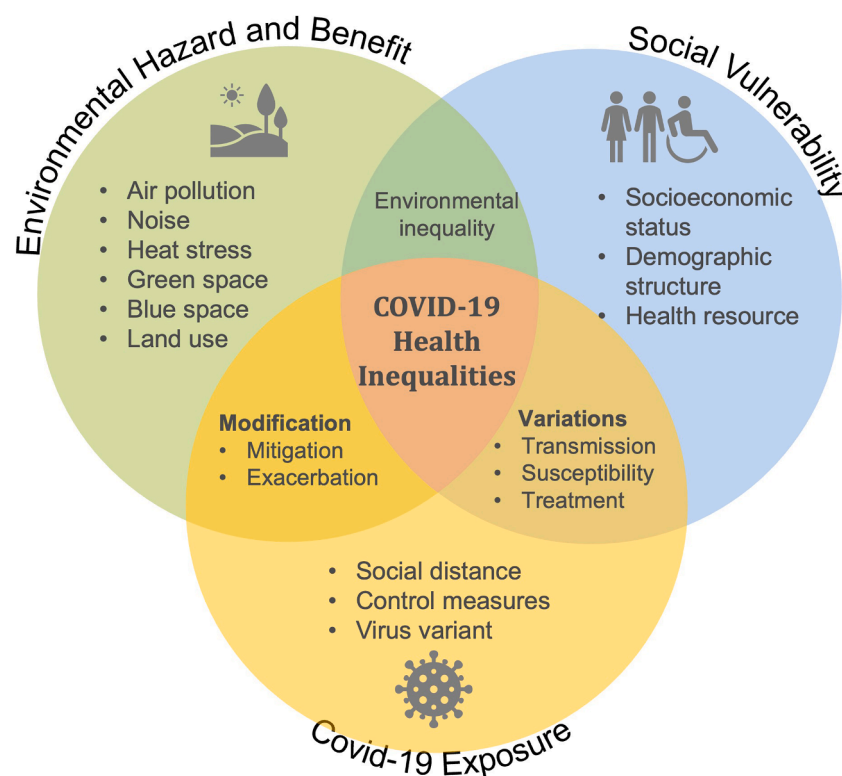 Environmental Hazard and Benefit
Social Vulnerability
• Air pollution
• Noise
• Heat stress
• Green space
• Blue space
• Land use
Environmental
inequality
• Socioeconomic
status
• Demographic
structure
• Health resource
COVID-19
Health
Inequalities
Modification
• Mitigation
• Exacerbation
Variations
• Transmission
• Susceptibility
• Treatment
• Social distance
• Control measures
• Virus variant
Covid-19 Exposure